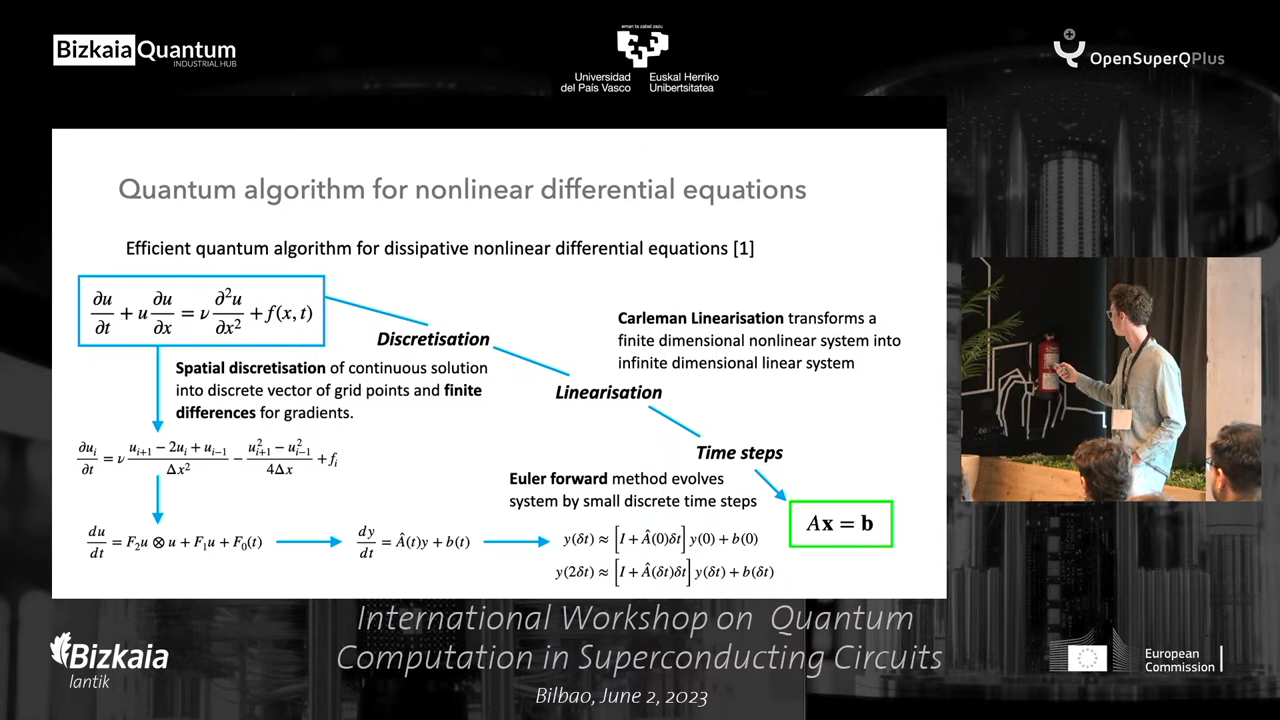 Bizkaia Quantum
INDUSTRIAL HUB
eman ta zabal zazu
Universidad del País Vasco
Euskal Herriko Unibertsitatea
OpenSuperQPlus
Quantum algorithm for nonlinear differential equations
Efficient quantum algorithm for dissipative nonlinear differential equations [1]
∂u/∂t + u ∂u/∂x = ν ∂²u/∂x² + f(x, t)
Discretisation
Carleman Linearisation transforms a
finite dimensional nonlinear system into
infinite dimensional linear system
Spatial discretisation of continuous solution
into discrete vector of grid points and finite
differences for gradients.
Linearisation
∂uᵢ/∂t = ν (uᵢ₊₁ − 2uᵢ + uᵢ₋₁)/Δx² − (u²ᵢ₊₁ − u²ᵢ₋₁)/4Δx + fᵢ
Time steps
Euler forward method evolves
system by small discrete time steps
Ax = b
du/dt = F₂u ⊗ u + F₁u + F₀(t)
dy/dt = Â(t)y + b(t)
y(δt) ≈ [I + Â(0)δt] y(0) + b(0)
y(2δt) ≈ [I + Â(δt)δt] y(δt) + b(δt)
International Workshop on Quantum
Computation in Superconducting Circuits
Bilbao, June 2, 2023
Bizkaia
lantik
European
Commission